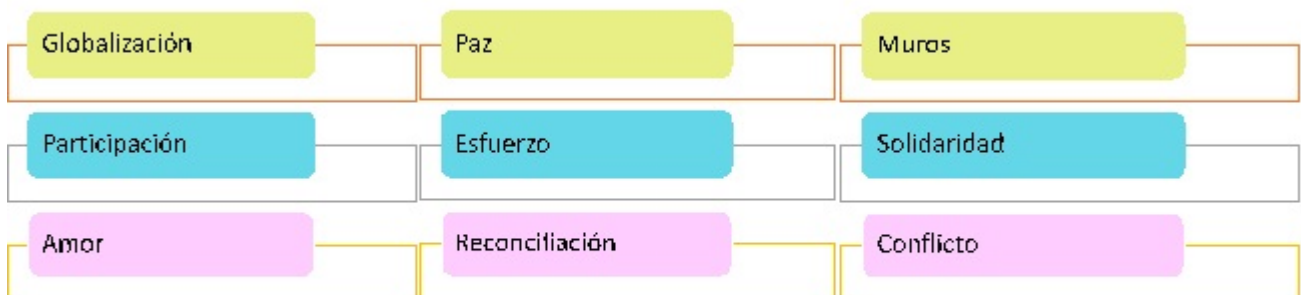 Globalización
Paz
Muros
Participación
Esfuerzo
Solidaridad
Amor
Reconciliación
Conflicto